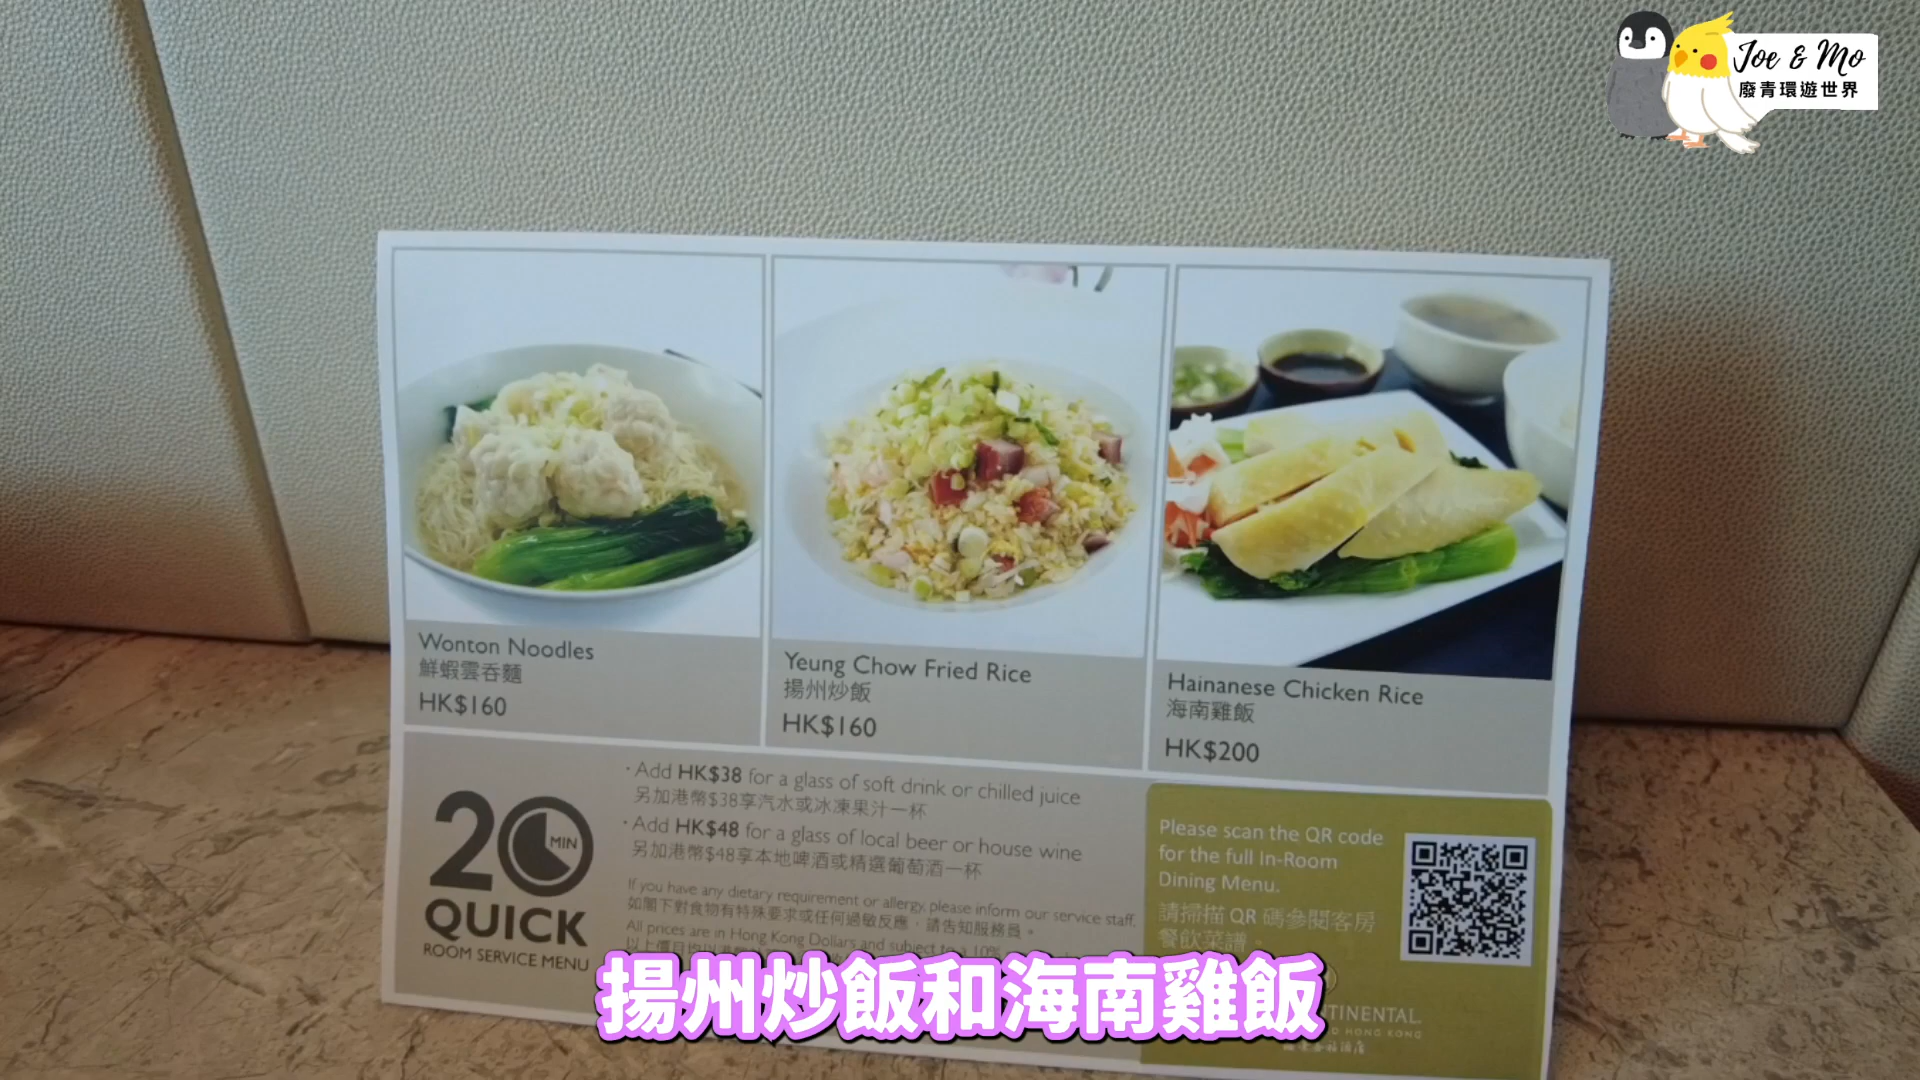 Joe & Mo
廢青環遊世界
Wonton Noodles
鮮蝦雲吞麵
HK$160
Yeung Chow Fried Rice
揚州炒飯
HK$160
Hainanese Chicken Rice
海南雞飯
HK$200
20 MIN
QUICK
ROOM SERVICE MENU
· Add HK$38 for a glass of soft drink or chilled juice
另加港幣$38享汽水或冰凍果汁一杯
· Add HK$48 for a glass of local beer or house wine
另加港幣$48享本地啤酒或精選葡萄酒一杯
If you have any dietary requirement or allergy, please inform our service staff.
如閣下對食物有特殊要求或任何過敏反應，請告知服務員。
All prices are in Hong Kong Dollars and subject to a 10%
Please scan the QR code
for the full In-Room
Dining Menu.
請掃描 QR 碼參閱客房
餐飲菜譜。
TINENTAL
HONG KONG
揚州炒飯和海南雞飯